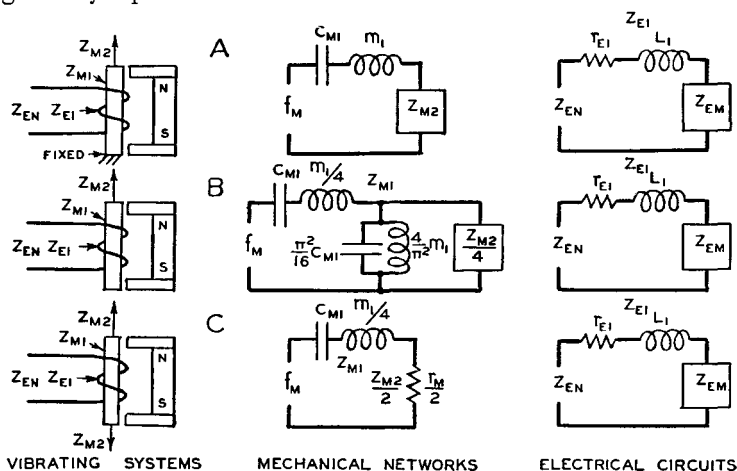 A
Z_M2
Z_M1
N
Z_EN Z_E1
S
FIXED
C_M1
m_1
f_M
Z_M2
Z_E1
r_E1
L_1
Z_EN
Z_EM
B
Z_M2
Z_M1
N
Z_EN Z_E1
S
C_M1
m_1/4
Z_M1
f_M
π²/16 C_M1
4/π² m_1
Z_M2/4
Z_E1
r_E1
L_1
Z_EN
Z_EM
C
Z_M2
Z_M1
N
Z_EN Z_E1
S
Z_M2
C_M1
m_1/4
Z_M1
f_M
Z_M2/2
r_M/2
Z_E1
r_E1
L_1
Z_EN
Z_EM
VIBRATING SYSTEMS
MECHANICAL NETWORKS
ELECTRICAL CIRCUITS